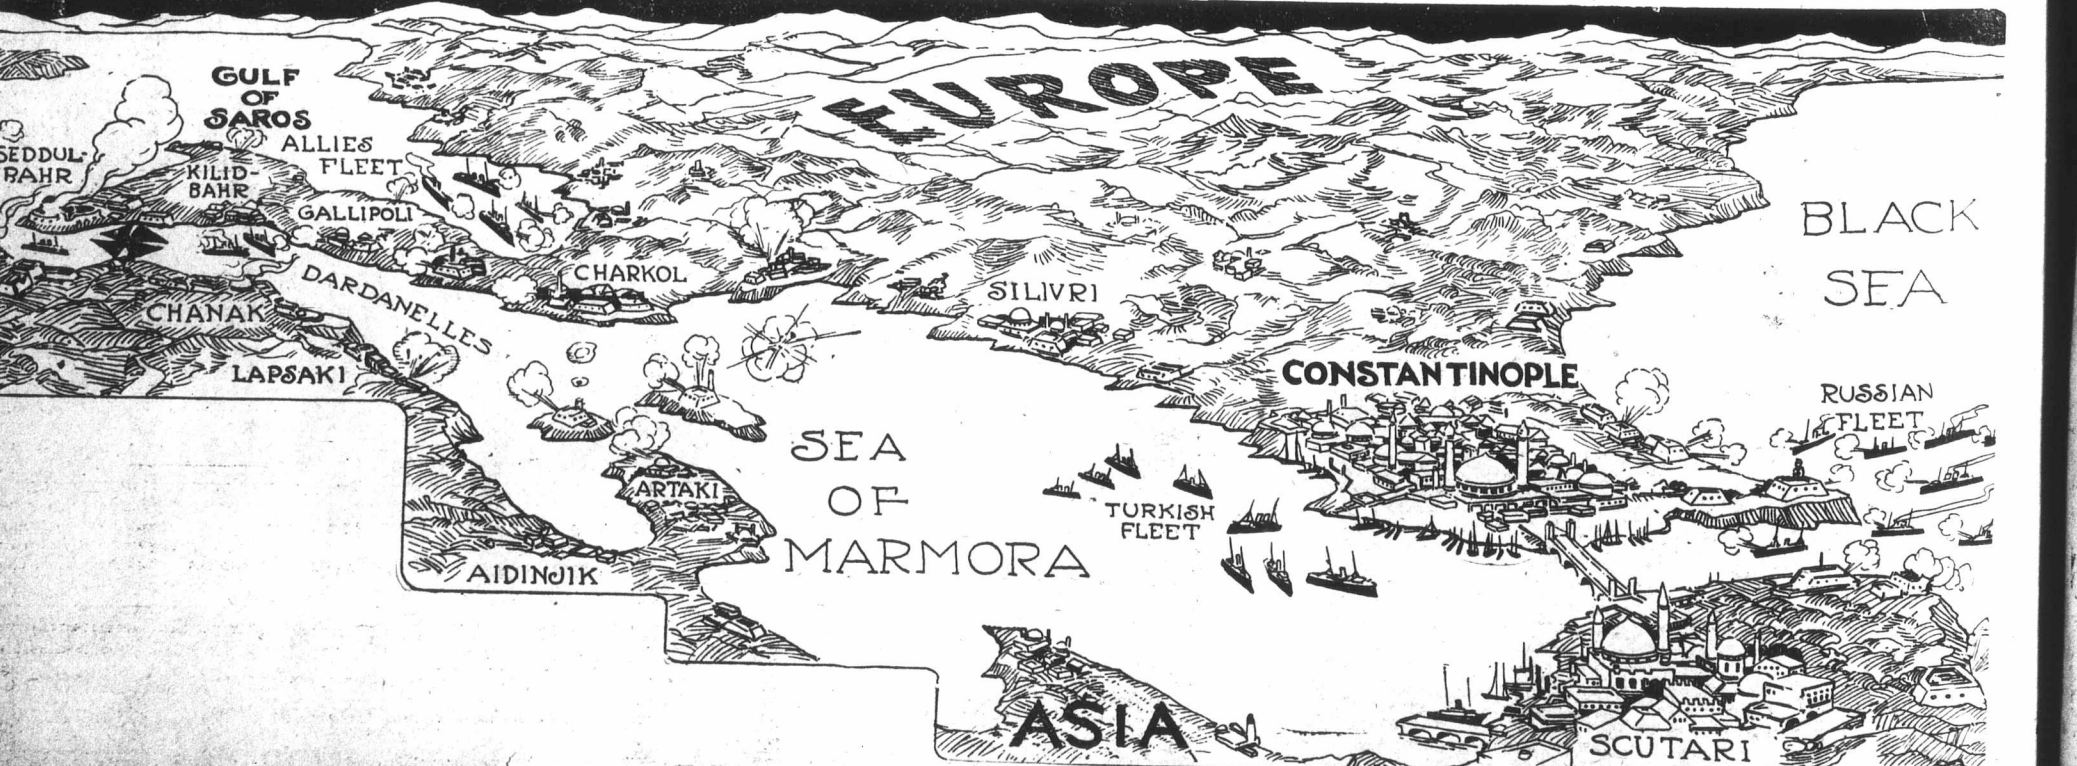 EUROPE
GULF
OF
SAROS
ALLIES
FLEET
SEDDUL-
BAHR
KILID-
BAHR
GALLIPOLI
BLACK
SEA
CHARKOL
DARDANELLES
SILIVRI
CHANAK
LAPSAKI
CONSTANTINOPLE
RUSSIAN
FLEET
SEA
OF
MARMORA
ARTAKI
TURKISH
FLEET
AIDINJIK
ASIA
SCUTARI